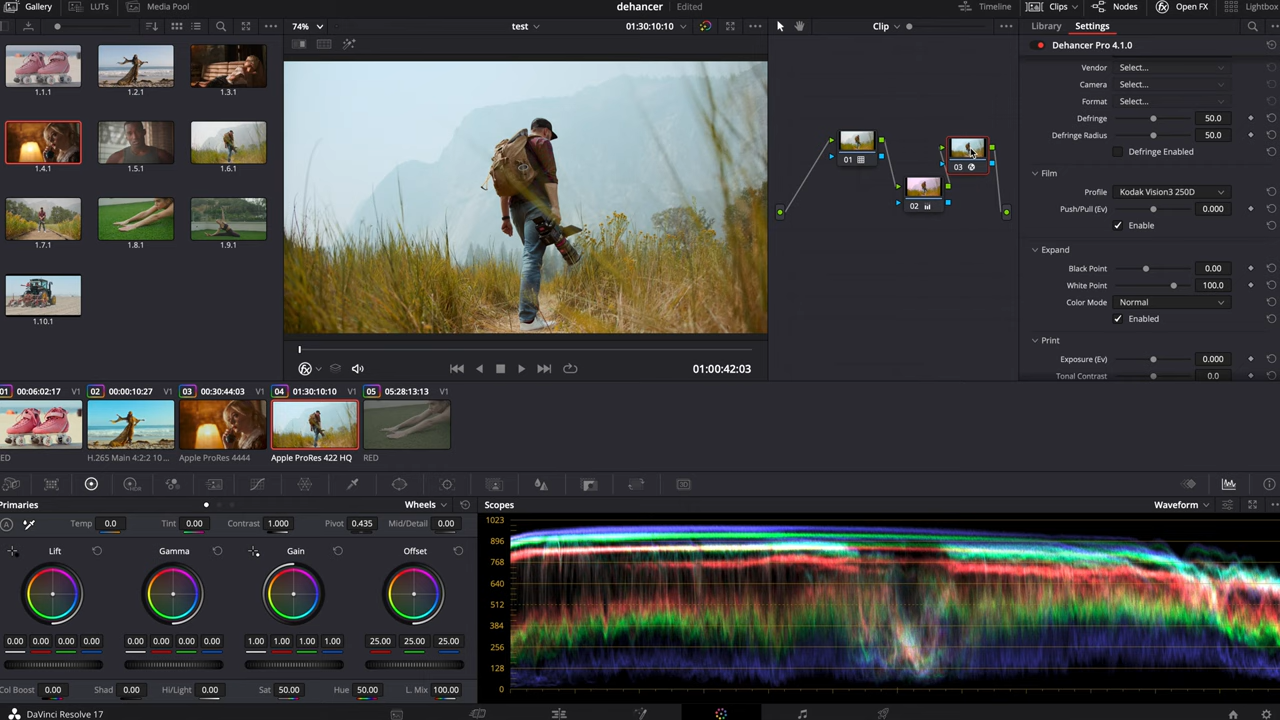 Gallery LUTs Media Pool dehancer Edited Timeline Clips Nodes Open FX Lightbox
74% test 01:30:10:10 Clip Library Settings
Dehancer Pro 4.1.0
1.1.1 1.2.1 1.3.1
1.4.1 1.5.1 1.6.1
1.7.1 1.8.1 1.9.1
1.10.1
01
02
03
Vendor Select...
Camera Select...
Format Select...
Defringe 50.0
Defringe Radius 50.0
Defringe Enabled
Film
Profile Kodak Vision3 250D
Push/Pull (Ev) 0.000
Enable
Expand
Black Point 0.00
White Point 100.0
Color Mode Normal
Enabled
Print
Exposure (Ev) 0.000
Tonal Contrast 0.0
01:00:42:03
01 00:06:02:17 V1 02 00:00:10:27 V1 03 00:30:44:03 V1 04 01:30:10:10 V1 05 05:28:13:13 V1
ED H.265 Main 4:2:2 10... Apple ProRes 4444 Apple ProRes 422 HQ RED
Primaries Wheels
A Temp 0.0 Tint 0.00 Contrast 1.000 Pivot 0.435 Mid/Detail 0.00
Lift Gamma Gain Offset
0.00 0.00 0.00 0.00 0.00 0.00 0.00 0.00 1.00 1.00 1.00 1.00 25.00 25.00 25.00
Col Boost 0.00 Shad 0.00 Hi/Light 0.00 Sat 50.00 Hue 50.00 L. Mix 100.00
Scopes Waveform
1023
896
768
640
512
384
256
128
0
DaVinci Resolve 17